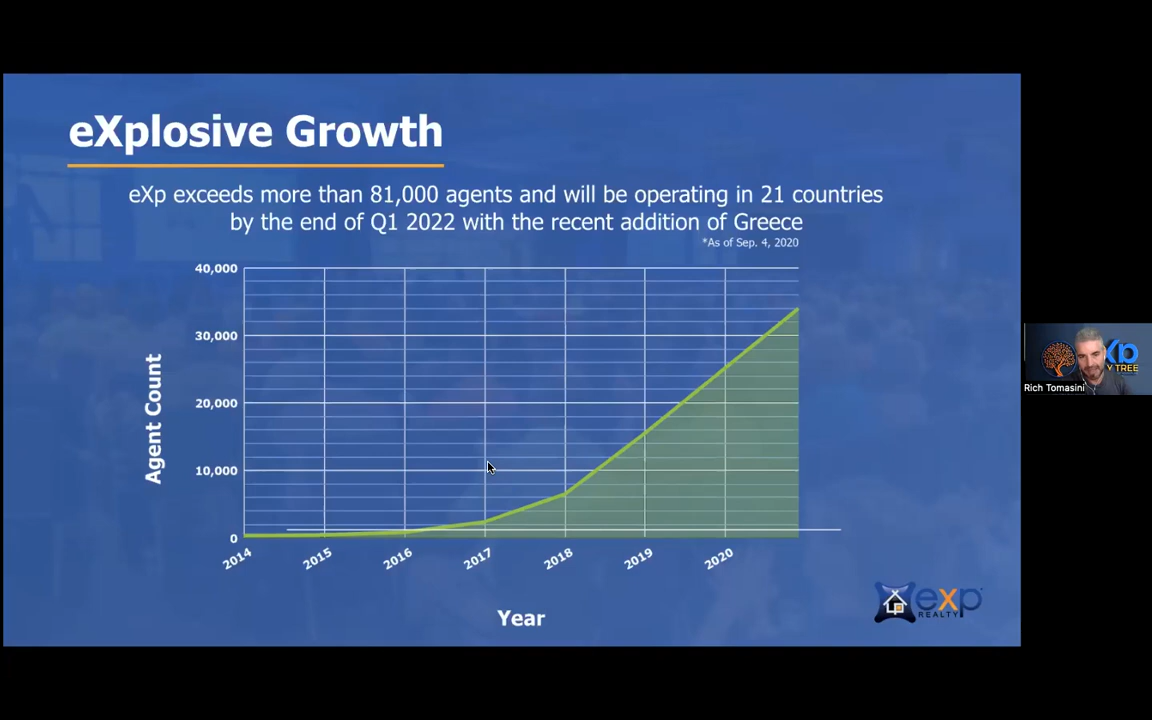 eXplosive Growth
eXp exceeds more than 81,000 agents and will be operating in 21 countries
by the end of Q1 2022 with the recent addition of Greece
*As of Sep. 4, 2020
40,000
30,000
20,000
10,000
0
Agent Count
2014
2015
2016
2017
2018
2019
2020
Year
eXp
REALTY
Xp
Y TREE
Rich Tomasini